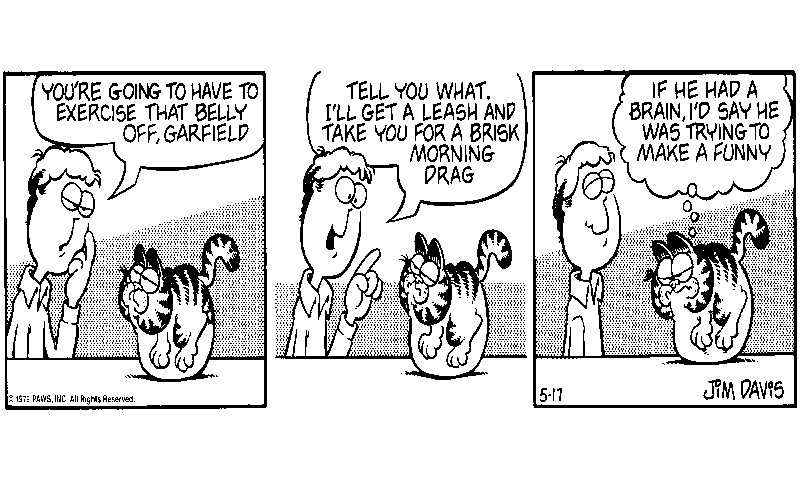 YOU'RE GOING TO HAVE TO
EXERCISE THAT BELLY
OFF, GARFIELD
© 1979 PAWS, INC. All Rights Reserved.
TELL YOU WHAT.
I'LL GET A LEASH AND
TAKE YOU FOR A BRISK
MORNING
DRAG
IF HE HAD A
BRAIN, I'D SAY HE
WAS TRYING TO
MAKE A FUNNY
5-17
JIM DAVIS